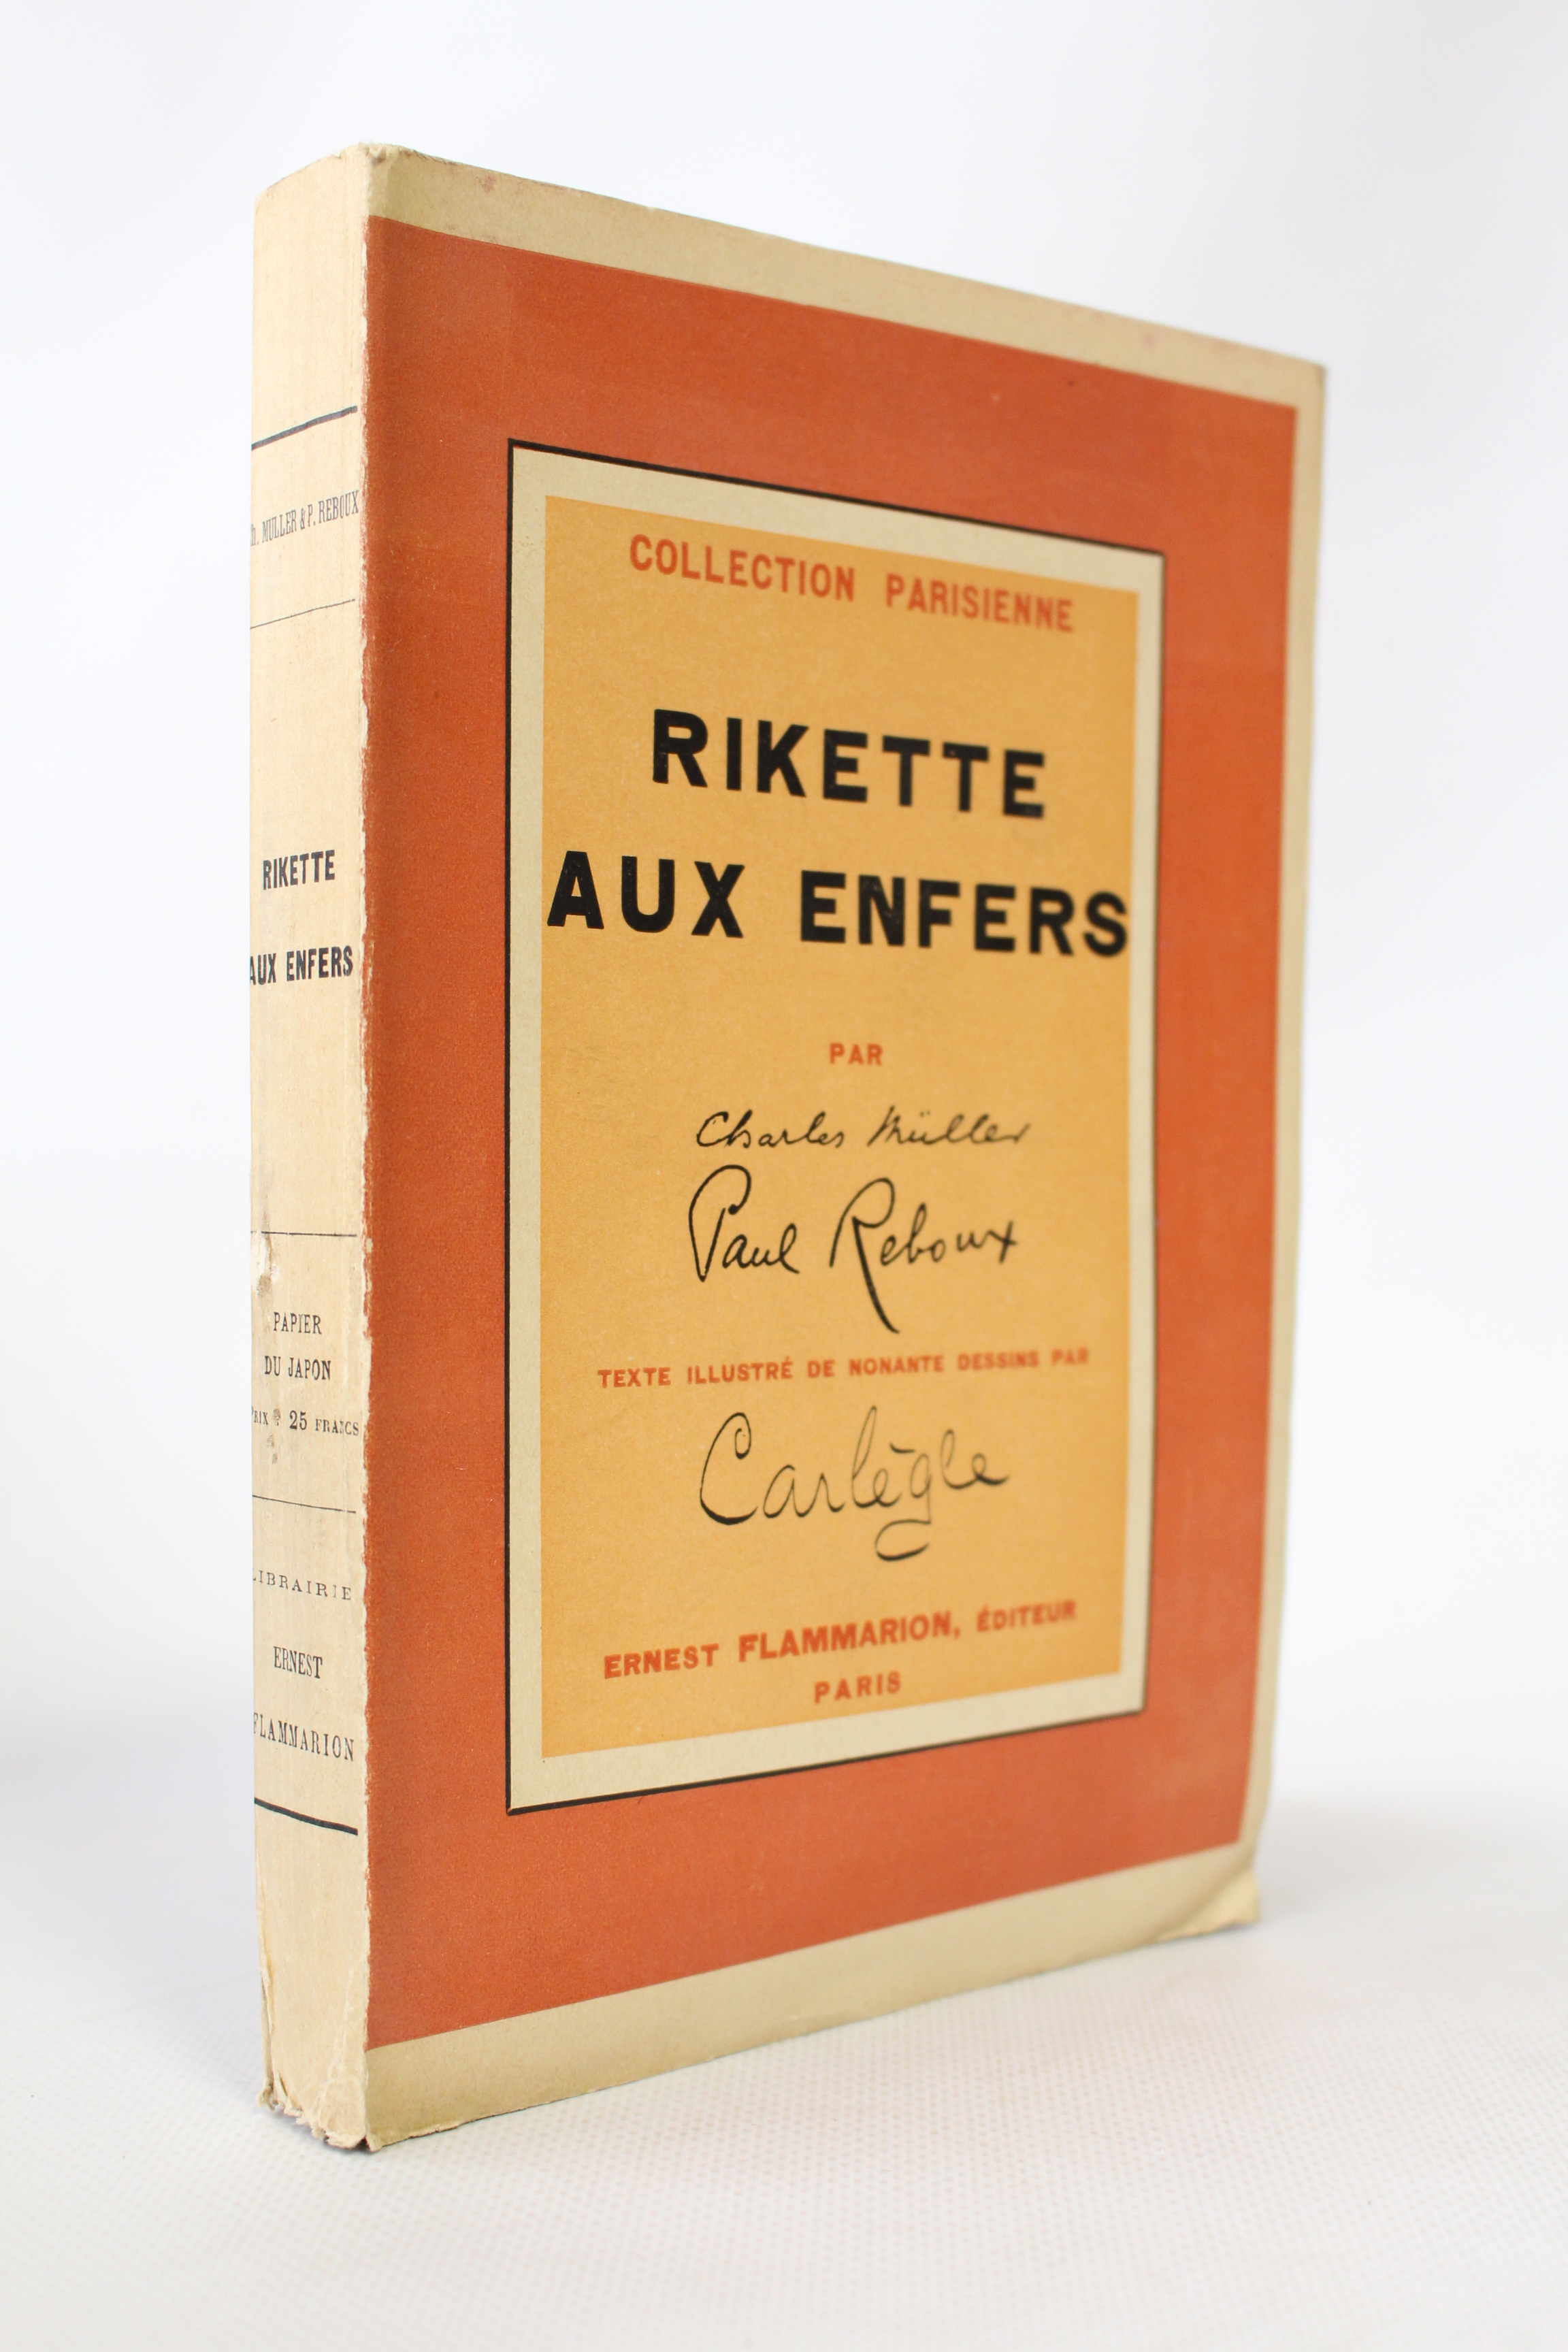 h. MULLER & P. REBOUX
RIKETTE
AUX ENFERS
PAPIER
DU JAPON
PRIX : 25 FRANCS
LIBRAIRIE
ERNEST
FLAMMARION
COLLECTION PARISIENNE
RIKETTE
AUX ENFERS
PAR
Charles Müller
Paul Reboux
TEXTE ILLUSTRÉ DE NONANTE DESSINS PAR
Carlègle
ERNEST FLAMMARION, ÉDITEUR
PARIS